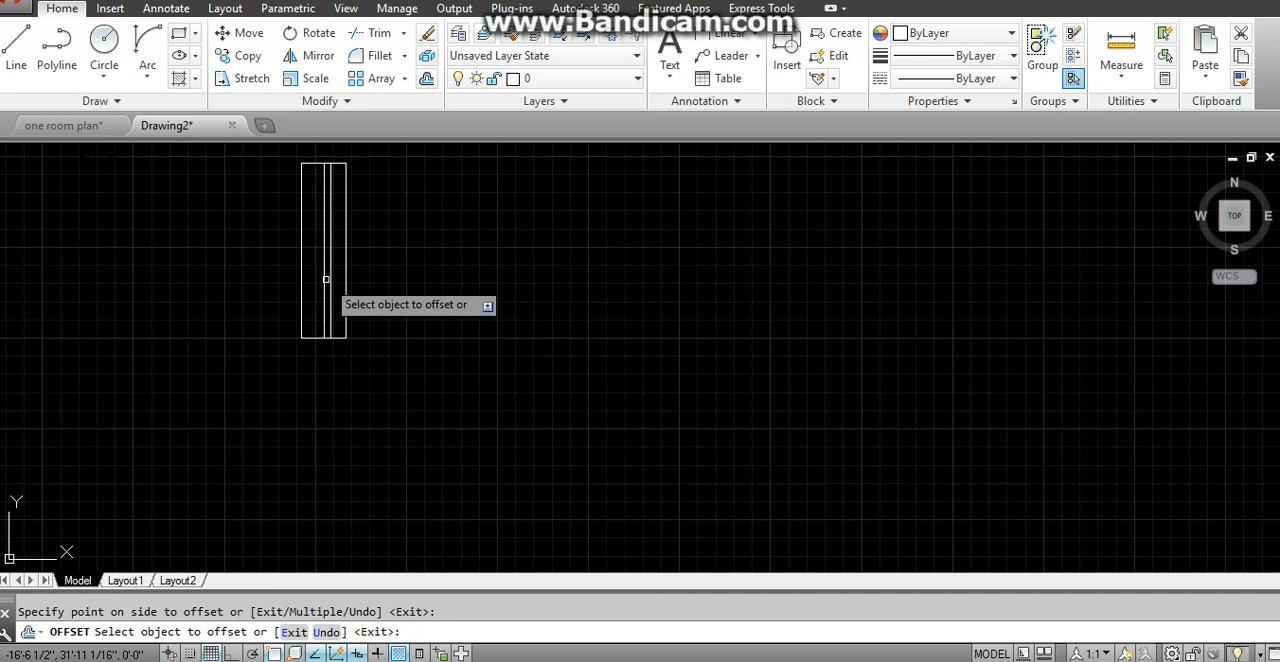 Home Insert Annotate Layout Parametric View Manage Output Plug-ins Autodesk 360 Featured Apps Express Tools
www.Bandicam.com
Move Rotate Trim Linear Create ByLayer
Copy Mirror Fillet Unsaved Layer State Leader Edit ByLayer
Line Polyline Circle Arc Text Insert Group Measure Paste
Stretch Scale Array 0 Table ByLayer
Draw Modify Layers Annotation Block Properties Groups Utilities Clipboard
one room plan* Drawing2*
N
W TOP E
S
WCS
Select object to offset or
Y
X
Model Layout1 Layout2
Specify point on side to offset or [Exit/Multiple/Undo] <Exit>:
OFFSET Select object to offset or [Exit Undo] <Exit>:
-16'-6 1/2", 31'-11 1/16", 0'-0" MODEL 1:1